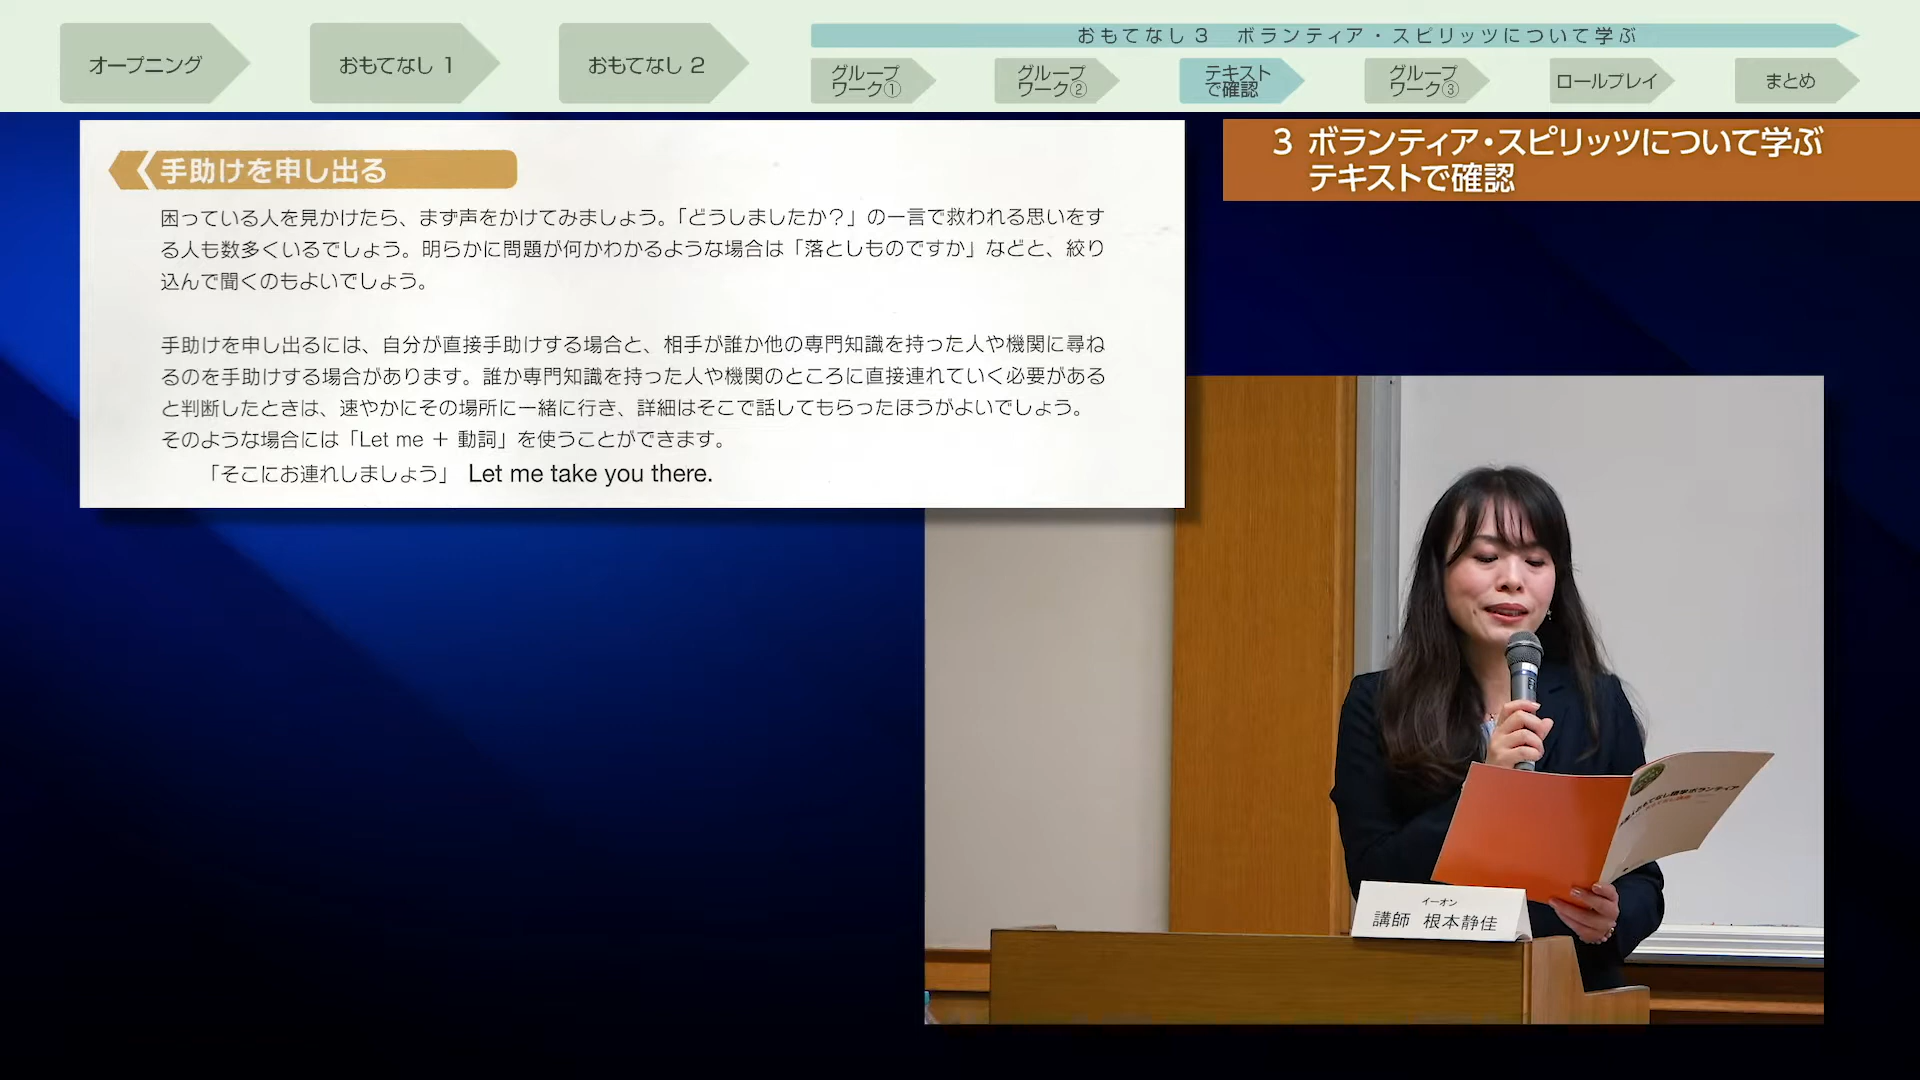 オープニング
おもてなし 1
おもてなし 2
おもてなし3 ボランティア・スピリッツについて学ぶ
グループ
ワーク①
グループ
ワーク②
テキスト
で確認
グループ
ワーク③
ロールプレイ
まとめ
手助けを申し出る
困っている人を見かけたら、まず声をかけてみましょう。「どうしましたか？」の一言で救われる思いをす
る人も数多くいるでしょう。明らかに問題が何かわかるような場合は「落としものですか」などと、絞り
込んで聞くのもよいでしょう。
手助けを申し出るには、自分が直接手助けする場合と、相手が誰か他の専門知識を持った人や機関に尋ね
るのを手助けする場合があります。誰か専門知識を持った人や機関のところに直接連れていく必要がある
と判断したときは、速やかにその場所に一緒に行き、詳細はそこで話してもらったほうがよいでしょう。
そのような場合には「Let me ＋ 動詞」を使うことができます。
「そこにお連れしましょう」 Let me take you there.
3 ボランティア・スピリッツについて学ぶ
テキストで確認
イーオン
講師 根本静佳